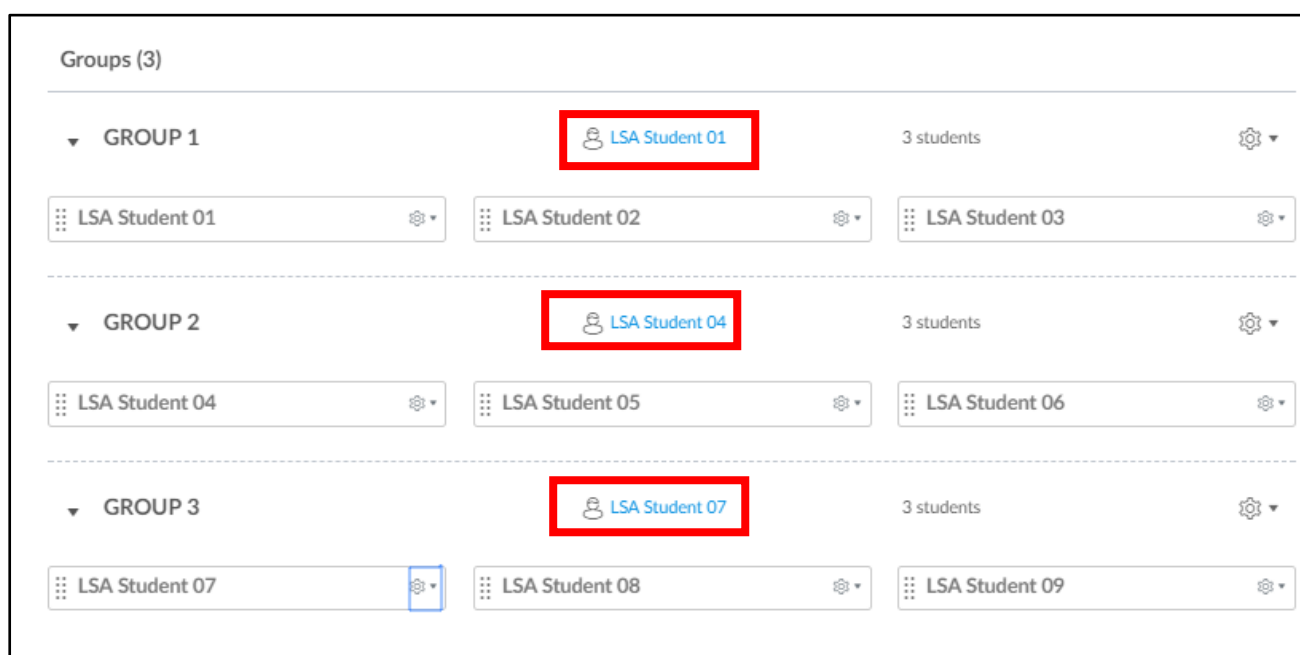 Groups (3)
GROUP 1 LSA Student 01 3 students
LSA Student 01 LSA Student 02 LSA Student 03
GROUP 2 LSA Student 04 3 students
LSA Student 04 LSA Student 05 LSA Student 06
GROUP 3 LSA Student 07 3 students
LSA Student 07 LSA Student 08 LSA Student 09